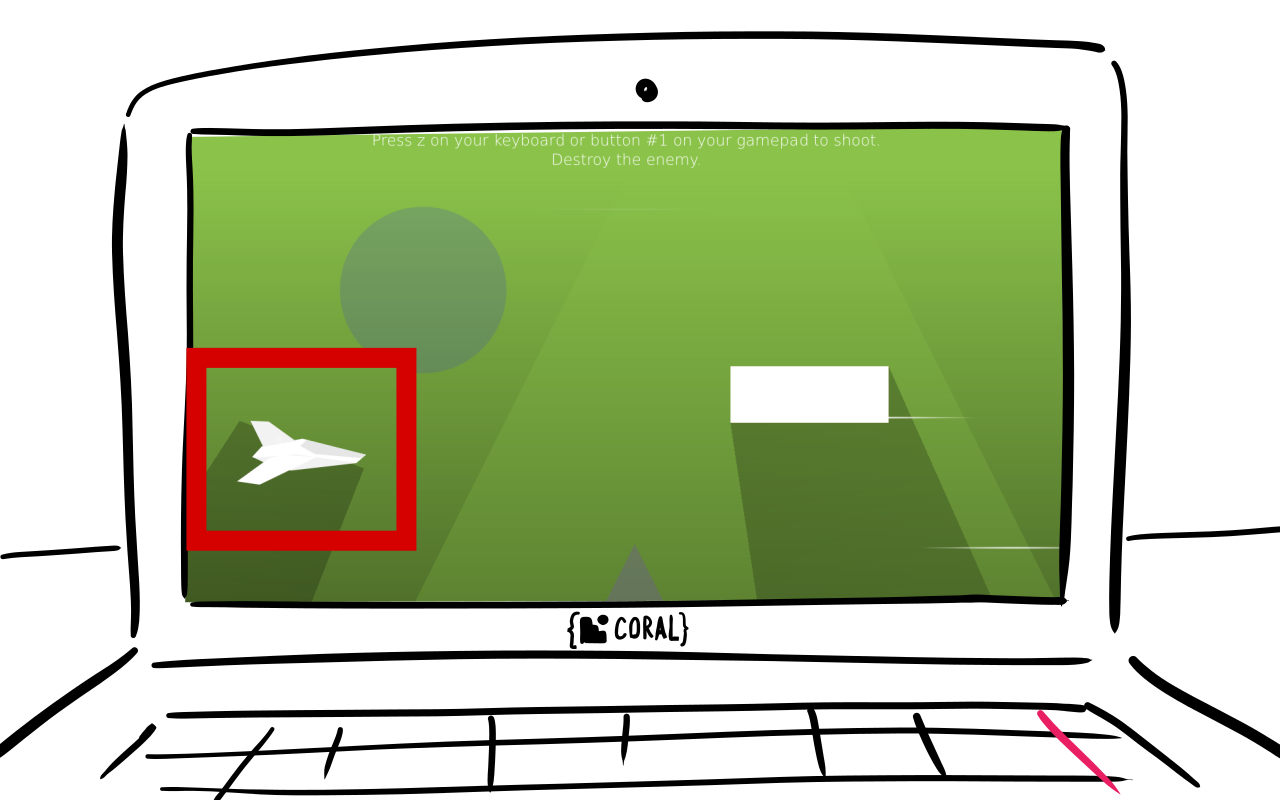 Press z on your keyboard or button #1 on your gamepad to shoot.
Destroy the enemy.
CORAL